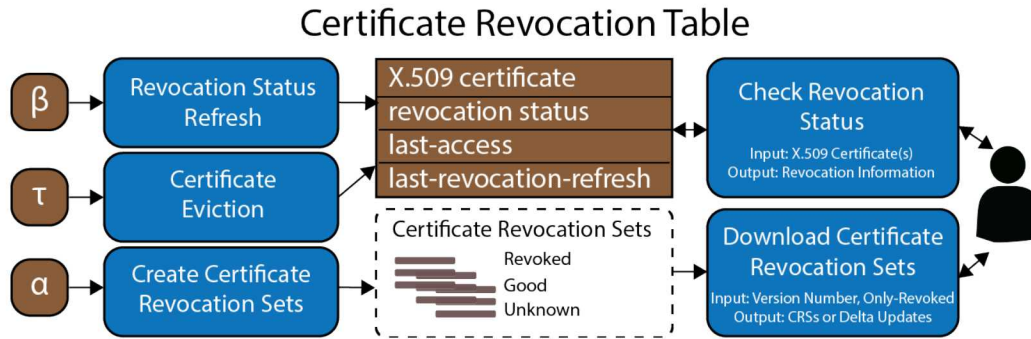 Certificate Revocation Table
β
Revocation Status
Refresh
τ
Certificate
Eviction
α
Create Certificate
Revocation Sets
X.509 certificate
revocation status
last-access
last-revocation-refresh
Certificate Revocation Sets
Revoked
Good
Unknown
Check Revocation
Status
Input: X.509 Certificate(s)
Output: Revocation Information
Download Certificate
Revocation Sets
Input: Version Number, Only-Revoked
Output: CRSs or Delta Updates